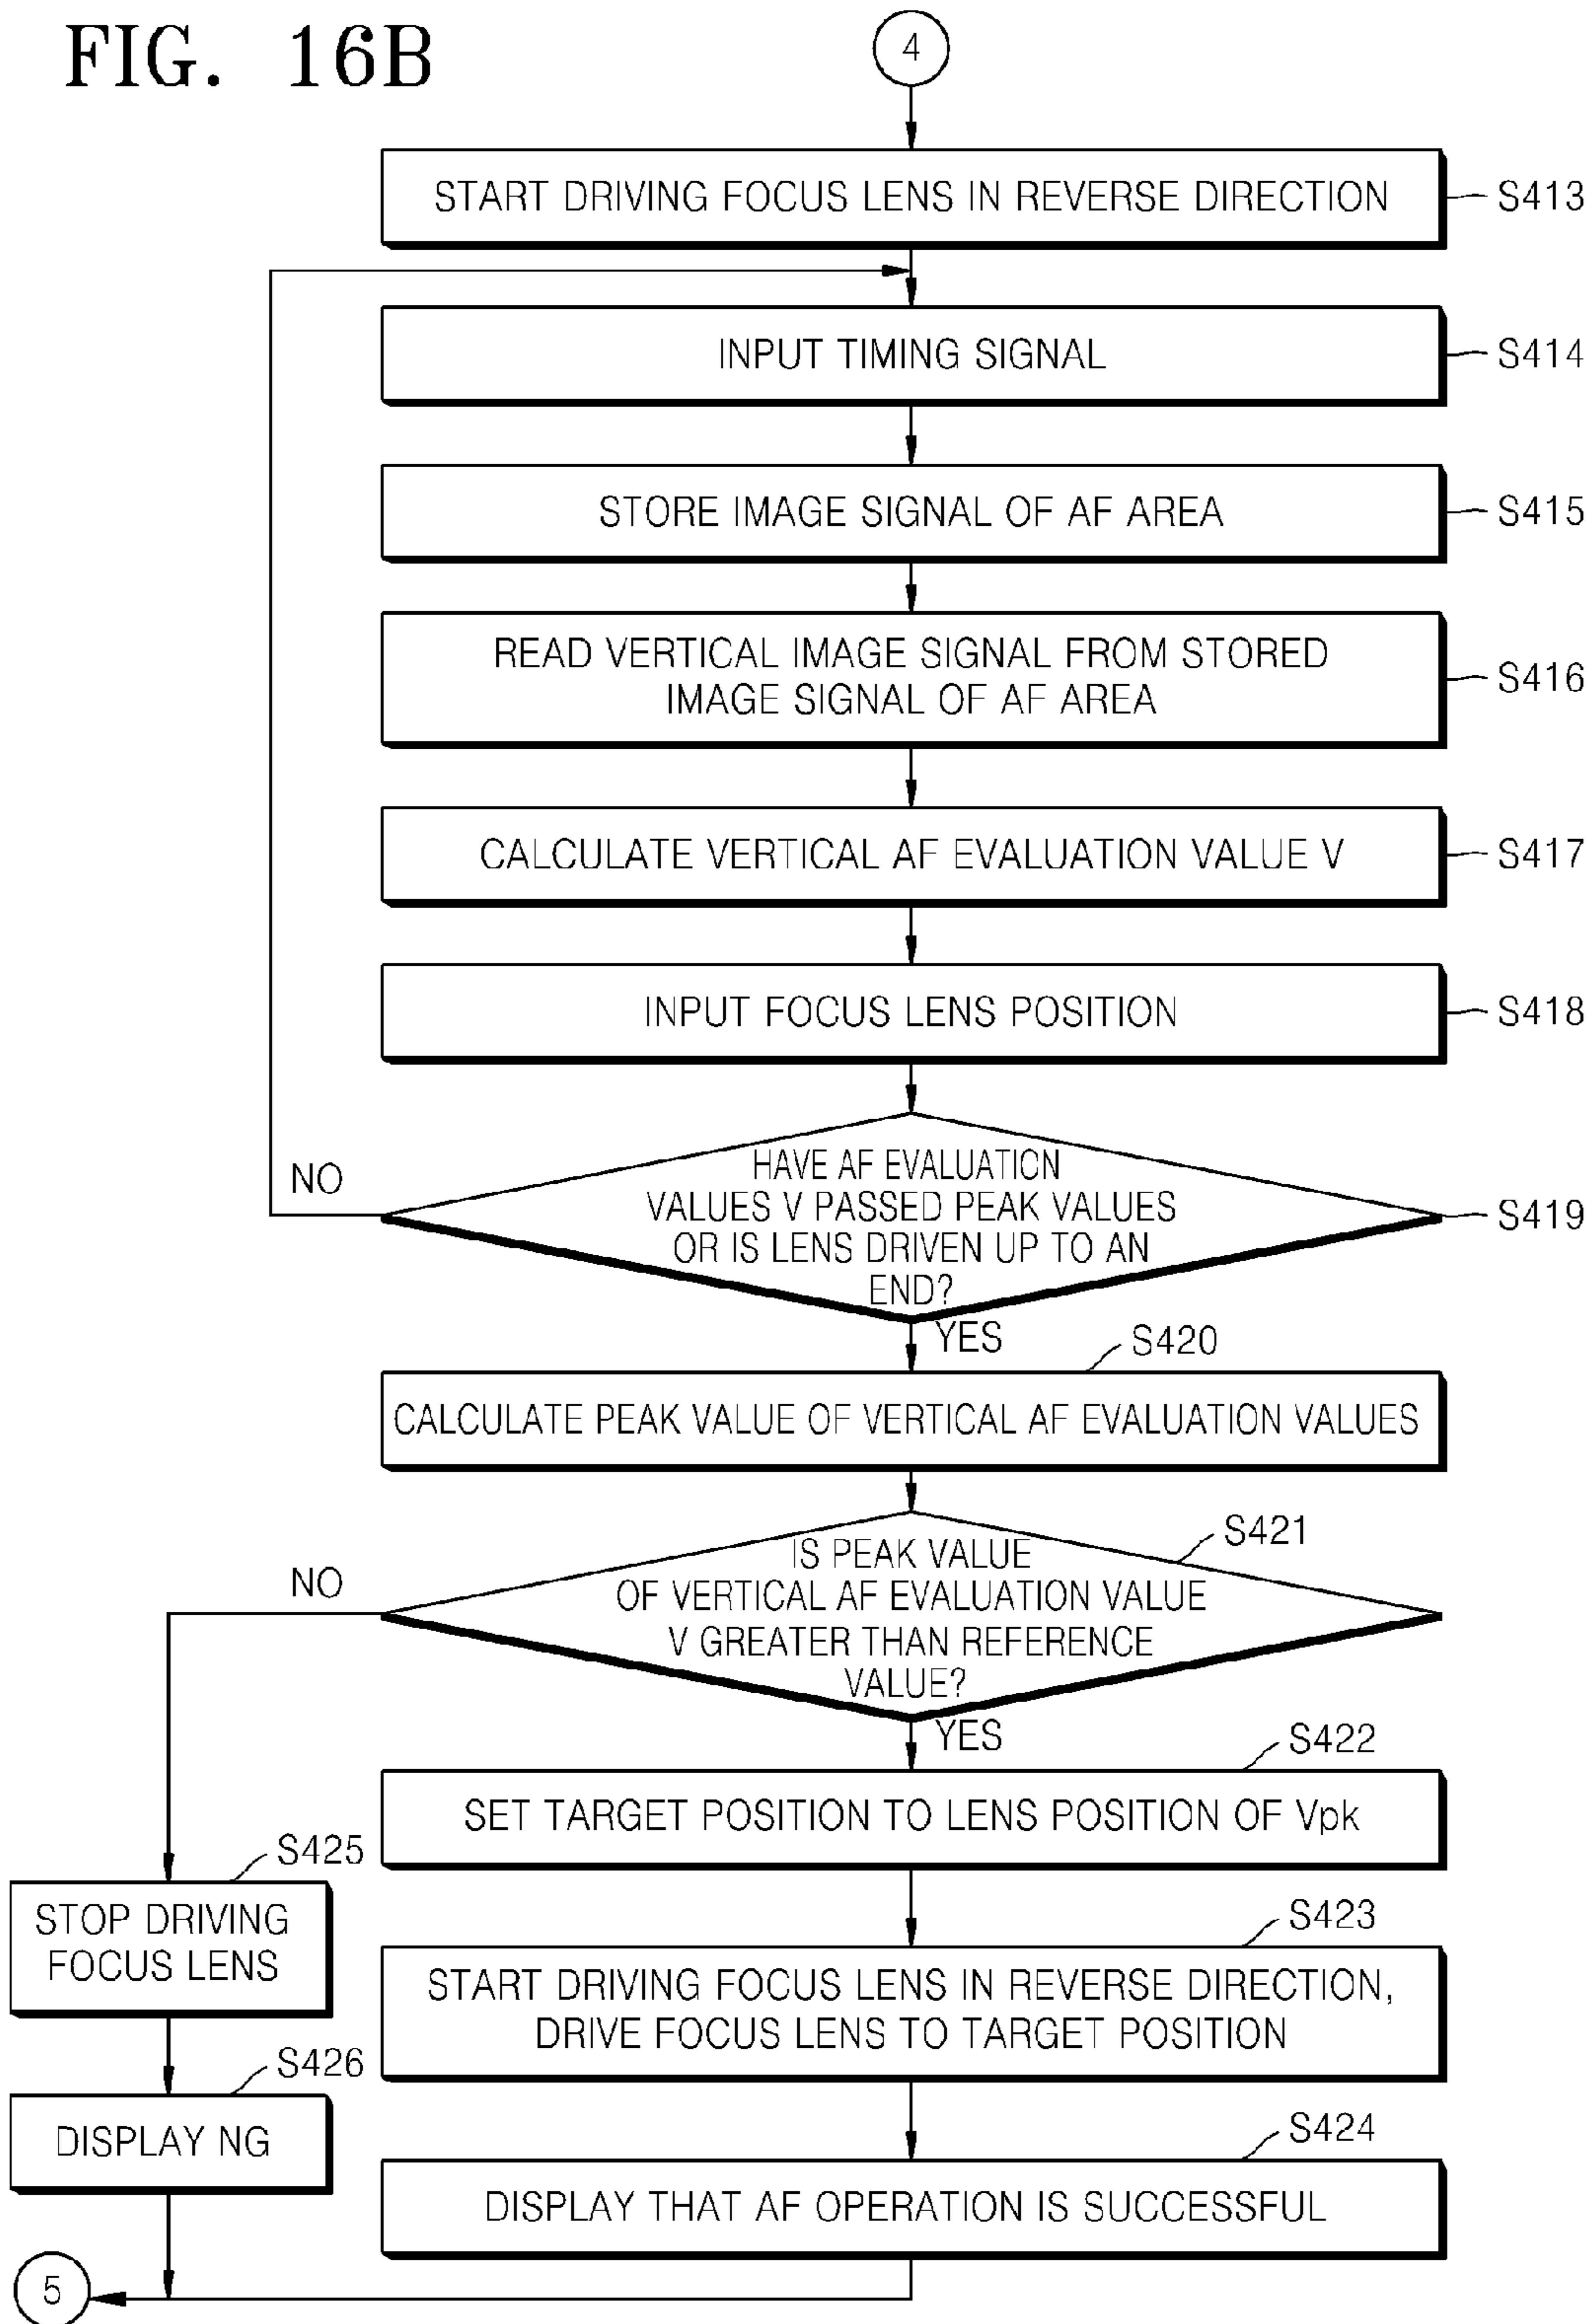 FIG. 16B
4
START DRIVING FOCUS LENS IN REVERSE DIRECTION
S413
INPUT TIMING SIGNAL
S414
STORE IMAGE SIGNAL OF AF AREA
S415
READ VERTICAL IMAGE SIGNAL FROM STORED
IMAGE SIGNAL OF AF AREA
S416
CALCULATE VERTICAL AF EVALUATION VALUE V
S417
INPUT FOCUS LENS POSITION
S418
NO
HAVE AF EVALUATION
VALUES V PASSED PEAK VALUES
OR IS LENS DRIVEN UP TO AN
END?
S419
YES
S420
CALCULATE PEAK VALUE OF VERTICAL AF EVALUATION VALUES
S421
NO
IS PEAK VALUE
OF VERTICAL AF EVALUATION VALUE
V GREATER THAN REFERENCE
VALUE?
YES
S422
SET TARGET POSITION TO LENS POSITION OF Vpk
S425
STOP DRIVING
FOCUS LENS
S423
START DRIVING FOCUS LENS IN REVERSE DIRECTION,
DRIVE FOCUS LENS TO TARGET POSITION
S426
DISPLAY NG
S424
DISPLAY THAT AF OPERATION IS SUCCESSFUL
5